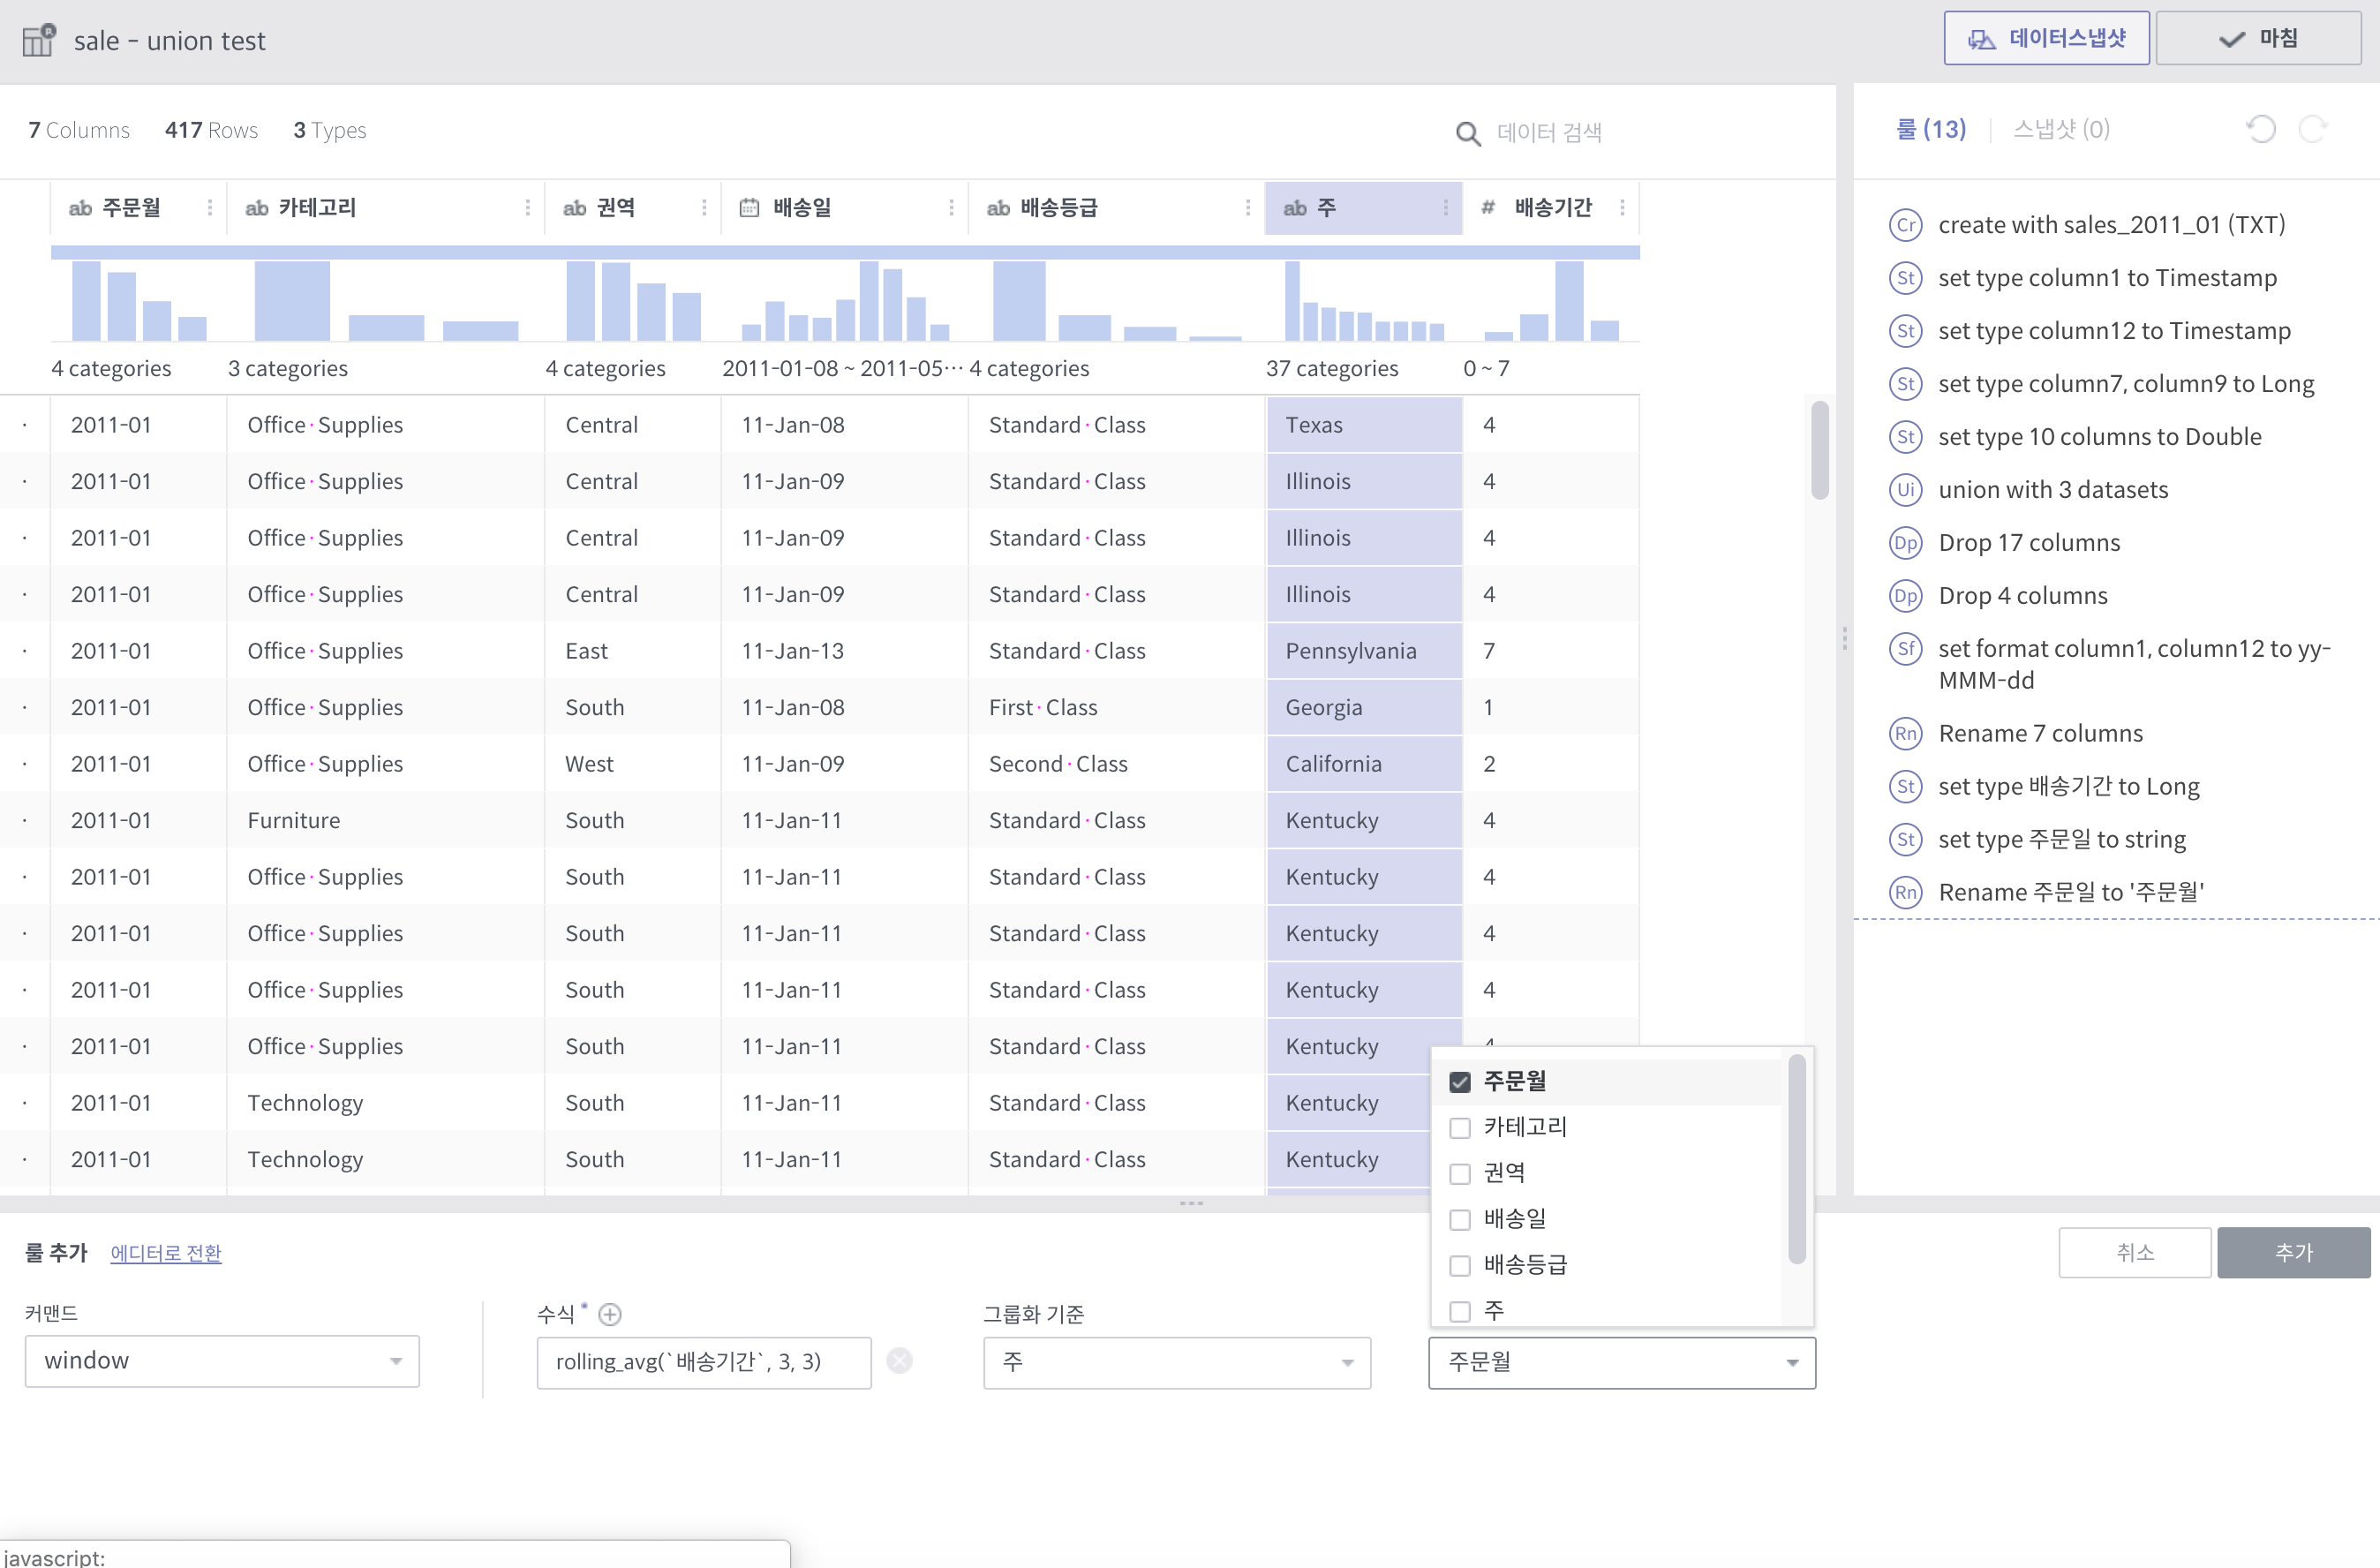 sale - union test
데이터스냅샷
마침
7 Columns 417 Rows 3 Types
데이터 검색
룰 (13) 스냅샷 (0)
ab 주문월 ab 카테고리 ab 권역 배송일 ab 배송등급 ab 주 # 배송기간
4 categories 3 categories 4 categories 2011-01-08 ~ 2011-05··· 4 categories 37 categories 0 ~ 7
2011-01 Office·Supplies Central 11-Jan-08 Standard·Class Texas 4
2011-01 Office·Supplies Central 11-Jan-09 Standard·Class Illinois 4
2011-01 Office·Supplies Central 11-Jan-09 Standard·Class Illinois 4
2011-01 Office·Supplies Central 11-Jan-09 Standard·Class Illinois 4
2011-01 Office·Supplies East 11-Jan-13 Standard·Class Pennsylvania 7
2011-01 Office·Supplies South 11-Jan-08 First·Class Georgia 1
2011-01 Office·Supplies West 11-Jan-09 Second·Class California 2
2011-01 Furniture South 11-Jan-11 Standard·Class Kentucky 4
2011-01 Office·Supplies South 11-Jan-11 Standard·Class Kentucky 4
2011-01 Office·Supplies South 11-Jan-11 Standard·Class Kentucky 4
2011-01 Office·Supplies South 11-Jan-11 Standard·Class Kentucky 4
2011-01 Office·Supplies South 11-Jan-11 Standard·Class Kentucky
2011-01 Technology South 11-Jan-11 Standard·Class Kentucky
2011-01 Technology South 11-Jan-11 Standard·Class Kentucky
Cr create with sales_2011_01 (TXT)
St set type column1 to Timestamp
St set type column12 to Timestamp
St set type column7, column9 to Long
St set type 10 columns to Double
Ui union with 3 datasets
Dp Drop 17 columns
Dp Drop 4 columns
Sf set format column1, column12 to yy-
MMM-dd
Rn Rename 7 columns
St set type 배송기간 to Long
St set type 주문일 to string
Rn Rename 주문일 to '주문월'
주문월
카테고리
권역
배송일
배송등급
주
룰 추가 에디터로 전환
취소 추가
커맨드 수식 * 그룹화 기준
window rolling_avg(`배송기간`, 3, 3) 주 주문월
javascript: